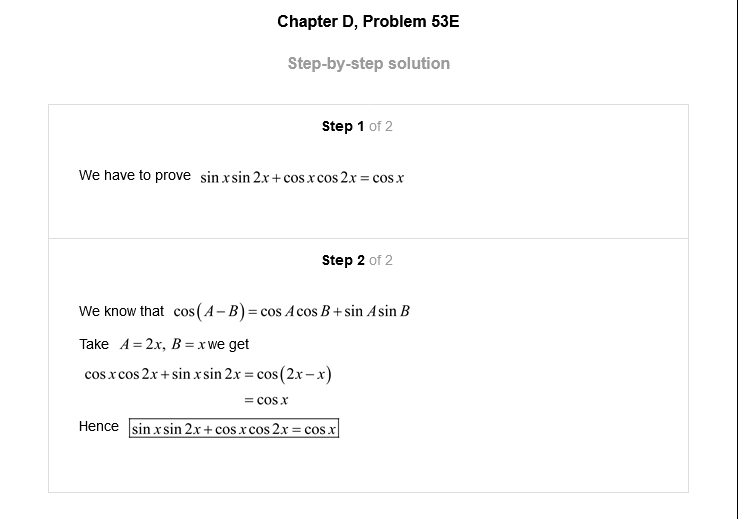 Chapter D, Problem 53E
Step-by-step solution
Step 1 of 2
We have to prove sin x sin 2x + cos x cos 2x = cos x
Step 2 of 2
We know that cos(A − B) = cos A cos B + sin A sin B
Take A = 2x, B = x we get
cos x cos 2x + sin x sin 2x = cos(2x − x)
= cos x
Hence sin x sin 2x + cos x cos 2x = cos x